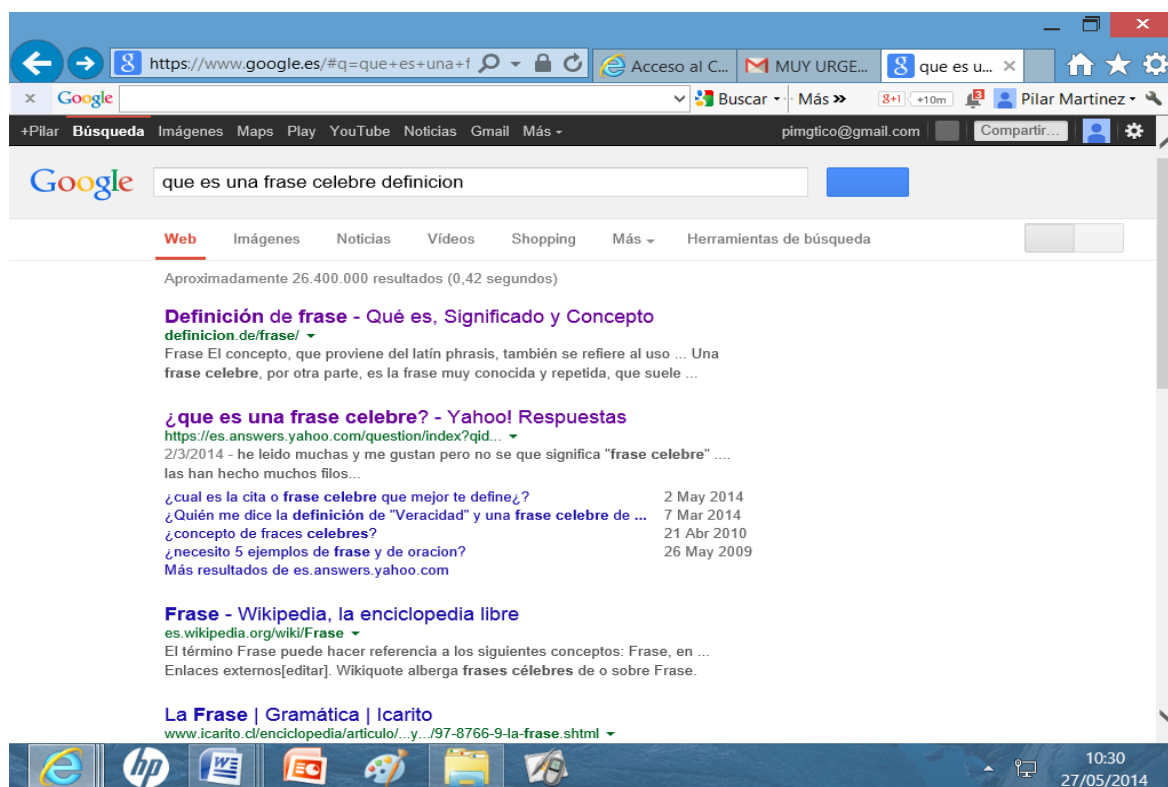 https://www.google.es/#q=que+es+una+f
Acceso al C...
MUY URGE...
que es u...
Google
Buscar
Más »
g+1
+10m
Pilar Martinez
+Pilar Búsqueda Imágenes Maps Play YouTube Noticias Gmail Más
pimgtico@gmail.com
Compartir...
Google
que es una frase celebre definicion
Web Imágenes Noticias Vídeos Shopping Más Herramientas de búsqueda
Aproximadamente 26.400.000 resultados (0,42 segundos)
Definición de frase - Qué es, Significado y Concepto
definicion.de/frase/
Frase El concepto, que proviene del latín phrasis, también se refiere al uso ... Una
frase celebre, por otra parte, es la frase muy conocida y repetida, que suele ...
¿que es una frase celebre? - Yahoo! Respuestas
https://es.answers.yahoo.com/question/index?qid...
2/3/2014 - he leido muchas y me gustan pero no se que significa "frase celebre" ....
las han hecho muchos filos...
¿cual es la cita o frase celebre que mejor te define¿? 2 May 2014
¿Quién me dice la definición de "Veracidad" y una frase celebre de ... 7 Mar 2014
¿concepto de fraces celebres? 21 Abr 2010
¿necesito 5 ejemplos de frase y de oracion? 26 May 2009
Más resultados de es.answers.yahoo.com
Frase - Wikipedia, la enciclopedia libre
es.wikipedia.org/wiki/Frase
El término Frase puede hacer referencia a los siguientes conceptos: Frase, en ...
Enlaces externos[editar]. Wikiquote alberga frases célebres de o sobre Frase.
La Frase | Gramática | Icarito
www.icarito.cl/enciclopedia/articulo/...y.../97-8766-9-la-frase.shtml
hp
10:30
27/05/2014